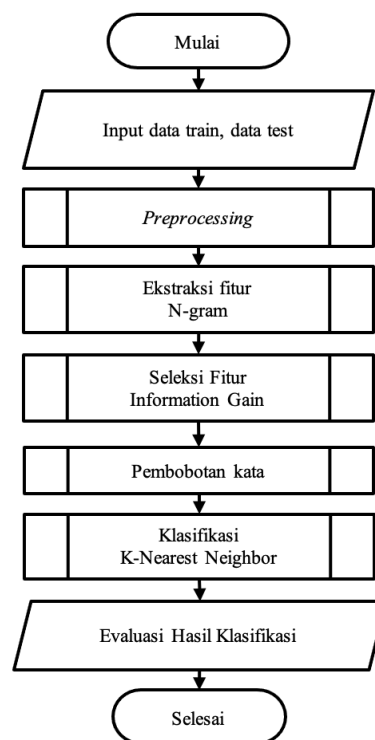 Mulai
Input data train, data test
Preprocessing
Ekstraksi fitur
N-gram
Seleksi Fitur
Information Gain
Pembobotan kata
Klasifikasi
K-Nearest Neighbor
Evaluasi Hasil Klasifikasi
Selesai